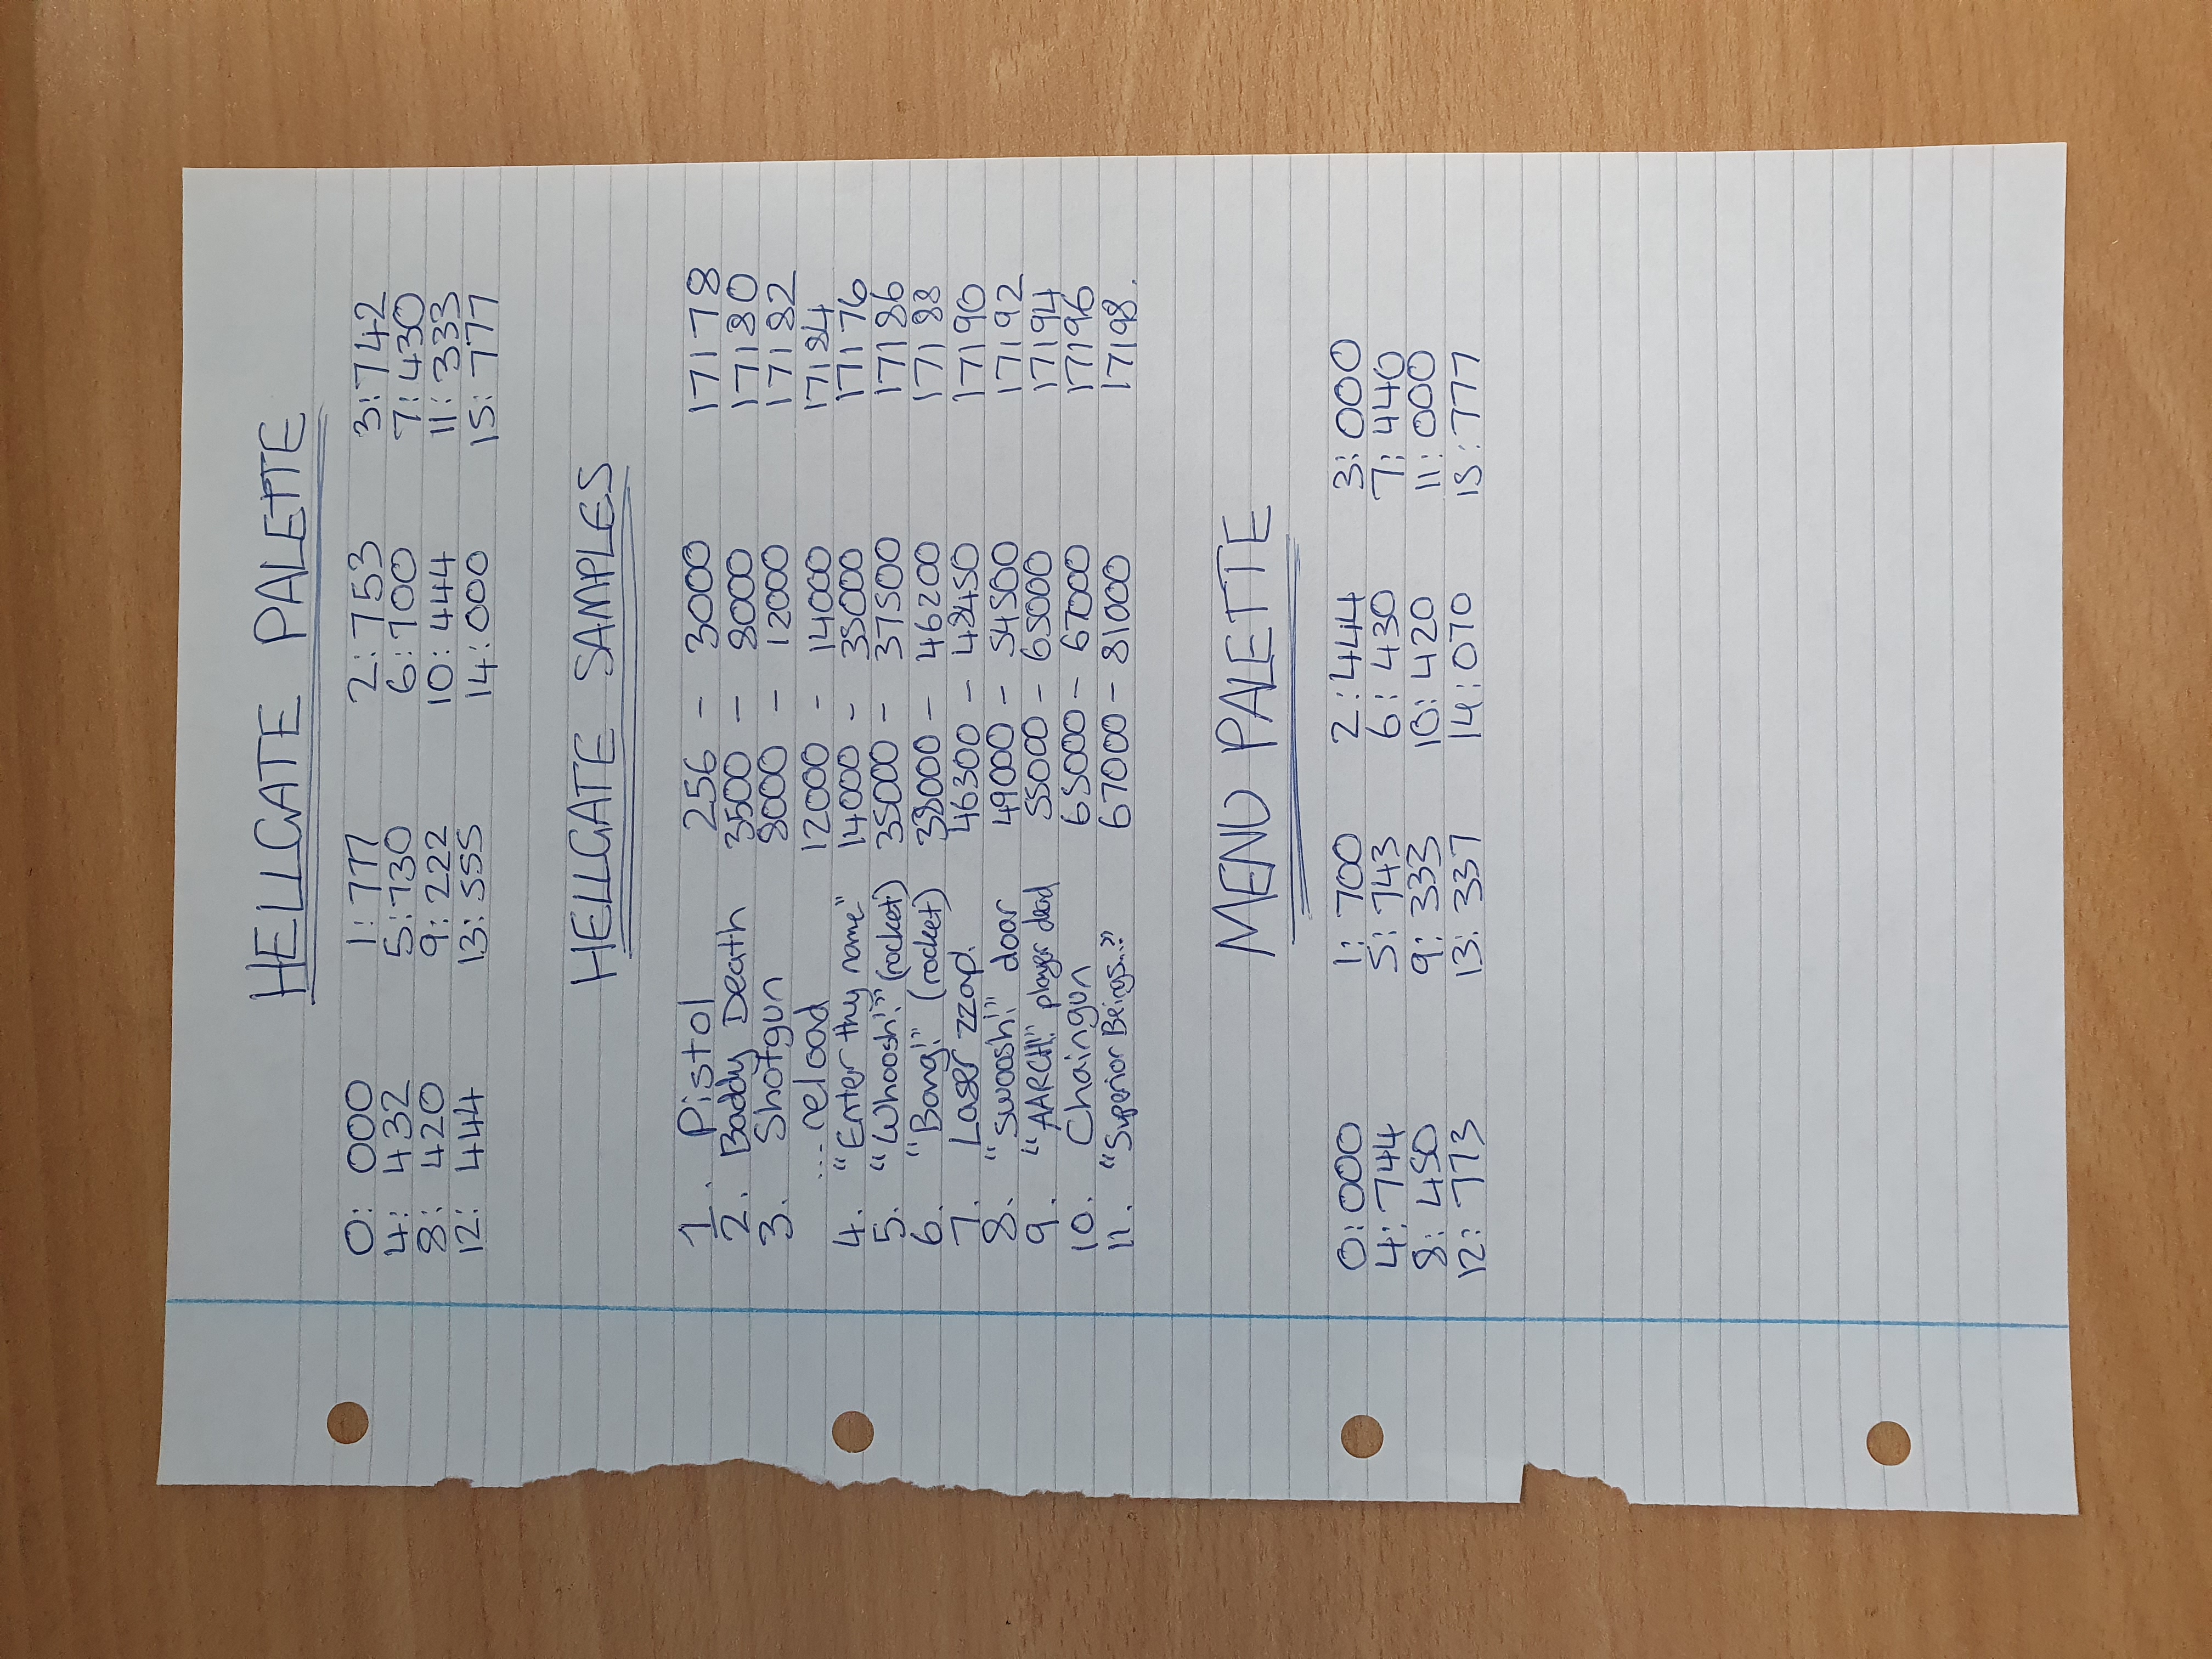 HELLGATE PALETTE
0: 000 1: 777 2: 753 3: 742
4: 432 5: 730 6: 700 7: 430
8: 420 9: 222 10: 444 11: 333
12: 444 13: 555 14: 000 15: 777
HELLGATE SAMPLES
1. Pistol 256 - 3000 17178
2. Baddy Death 3500 - 8000 17180
3. Shotgun 8000 - 12000 17182
... reload 12000 - 14000 17184
4. "Enter thy name" 14000 - 35000 17176
5. "Whoosh!" (rocket) 35000 - 37500 17186
6. "Bang!" (rocket) 38000 - 46200 17188
7. Laser zzap. 46300 - 48450 17190
8. "swoosh!" door 49000 - 54500 17192
9. "AARGH!" player dead 55000 - 65000 17194
10. Chaingun 65000 - 67000 17196
11. "Superior Beings..." 67000 - 81000 17198.
MENU PALETTE
0: 000 1: 700 2: 444 3: 000
4: 744 5: 743 6: 430 7: 440
8: 450 9: 333 10: 420 11: 000
12: 773 13: 337 14: 070 15: 777